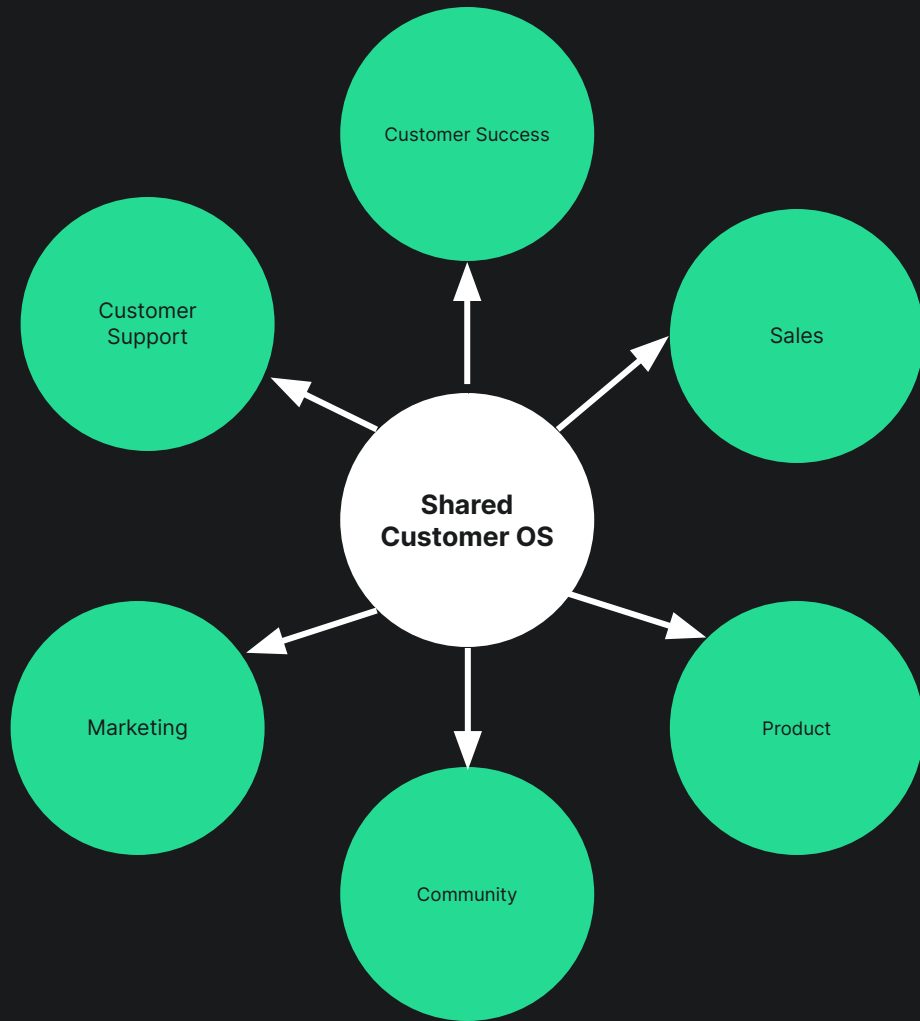 Customer Success
Customer
Support
Sales
Shared
Customer OS
Marketing
Product
Community